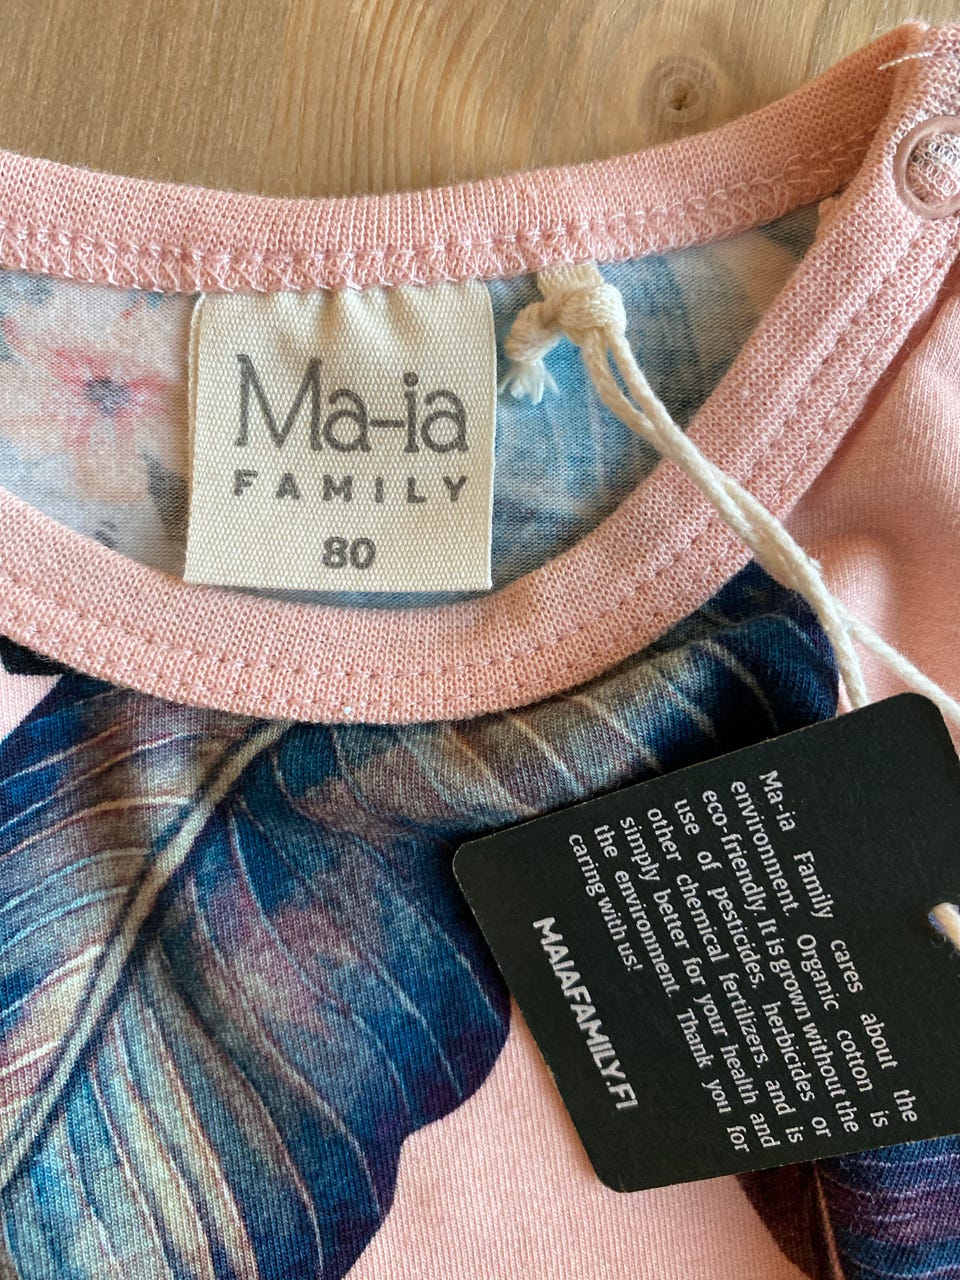 Ma-ia
FAMILY
80
Ma-ia Family cares about the
environment. Organic cotton is
eco-friendly. It is grown without the
use of pesticides, herbicides or
other chemical fertilizers, and is
simply better for your health and
the environment. Thank you for
caring with us!
MAIAFAMILY.FI